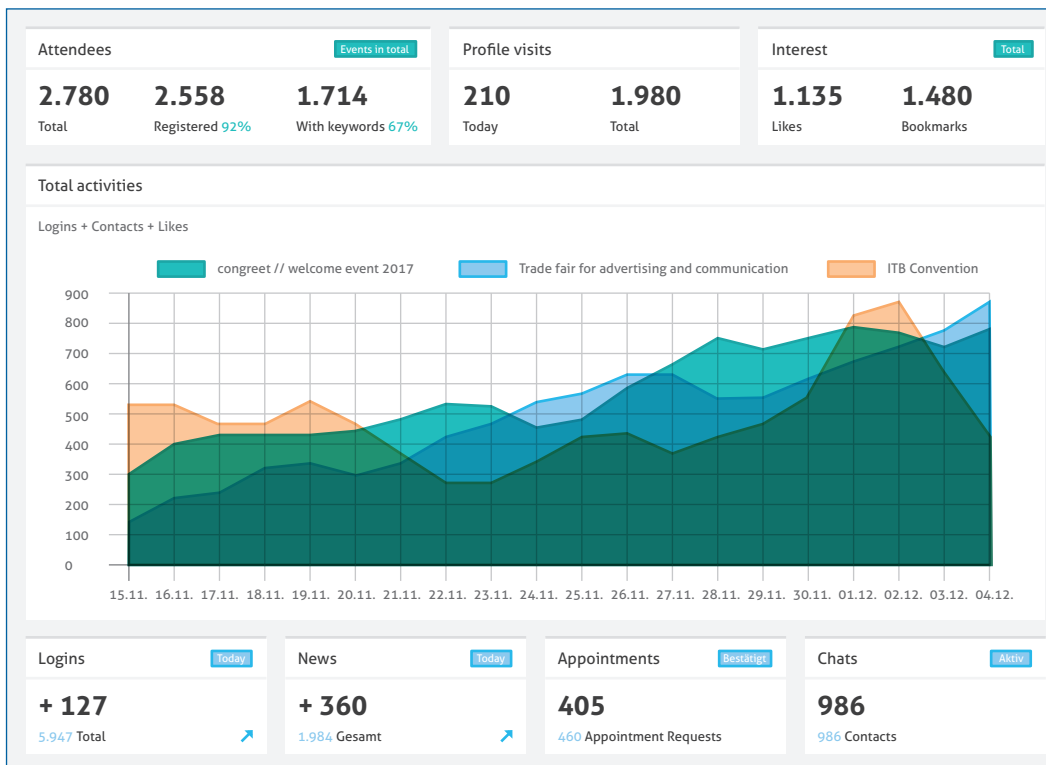 Attendees
Events in total
Profile visits
Interest
Total
2.780
2.558
1.714
210
1.980
1.135
1.480
Total
Registered 92%
With keywords 67%
Today
Total
Likes
Bookmarks
Total activities
Logins + Contacts + Likes
congreet // welcome event 2017
Trade fair for advertising and communication
ITB Convention
900
800
700
600
500
400
300
200
100
0
15.11. 16.11. 17.11. 18.11. 19.11. 20.11. 21.11. 22.11. 23.11. 24.11. 25.11. 26.11. 27.11. 28.11. 29.11. 30.11. 01.12. 02.12. 03.12. 04.12.
Logins
Today
News
Today
Appointments
Bestätigt
Chats
Aktiv
+ 127
+ 360
405
986
5.947 Total
1.984 Gesamt
460 Appointment Requests
986 Contacts